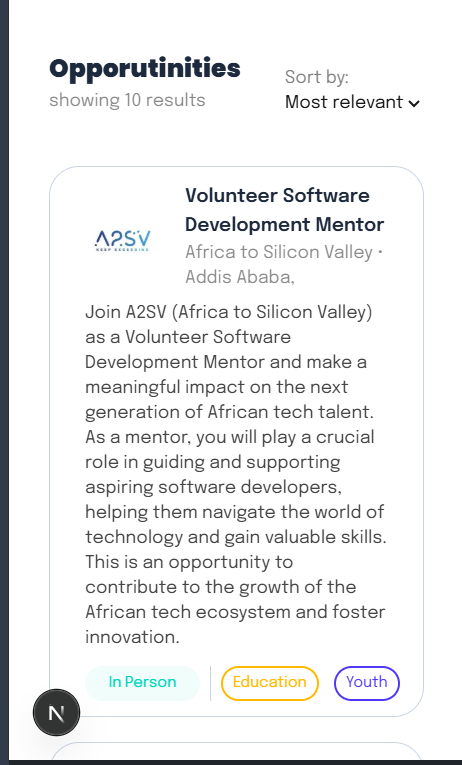 Opporutinities
showing 10 results
Sort by:
Most relevant
Volunteer Software
Development Mentor
A2SV
DEEP EXCEEDING
Africa to Silicon Valley •
Addis Ababa,
Join A2SV (Africa to Silicon Valley)
as a Volunteer Software
Development Mentor and make a
meaningful impact on the next
generation of African tech talent.
As a mentor, you will play a crucial
role in guiding and supporting
aspiring software developers,
helping them navigate the world of
technology and gain valuable skills.
This is an opportunity to
contribute to the growth of the
African tech ecosystem and foster
innovation.
In Person
Education
Youth
N